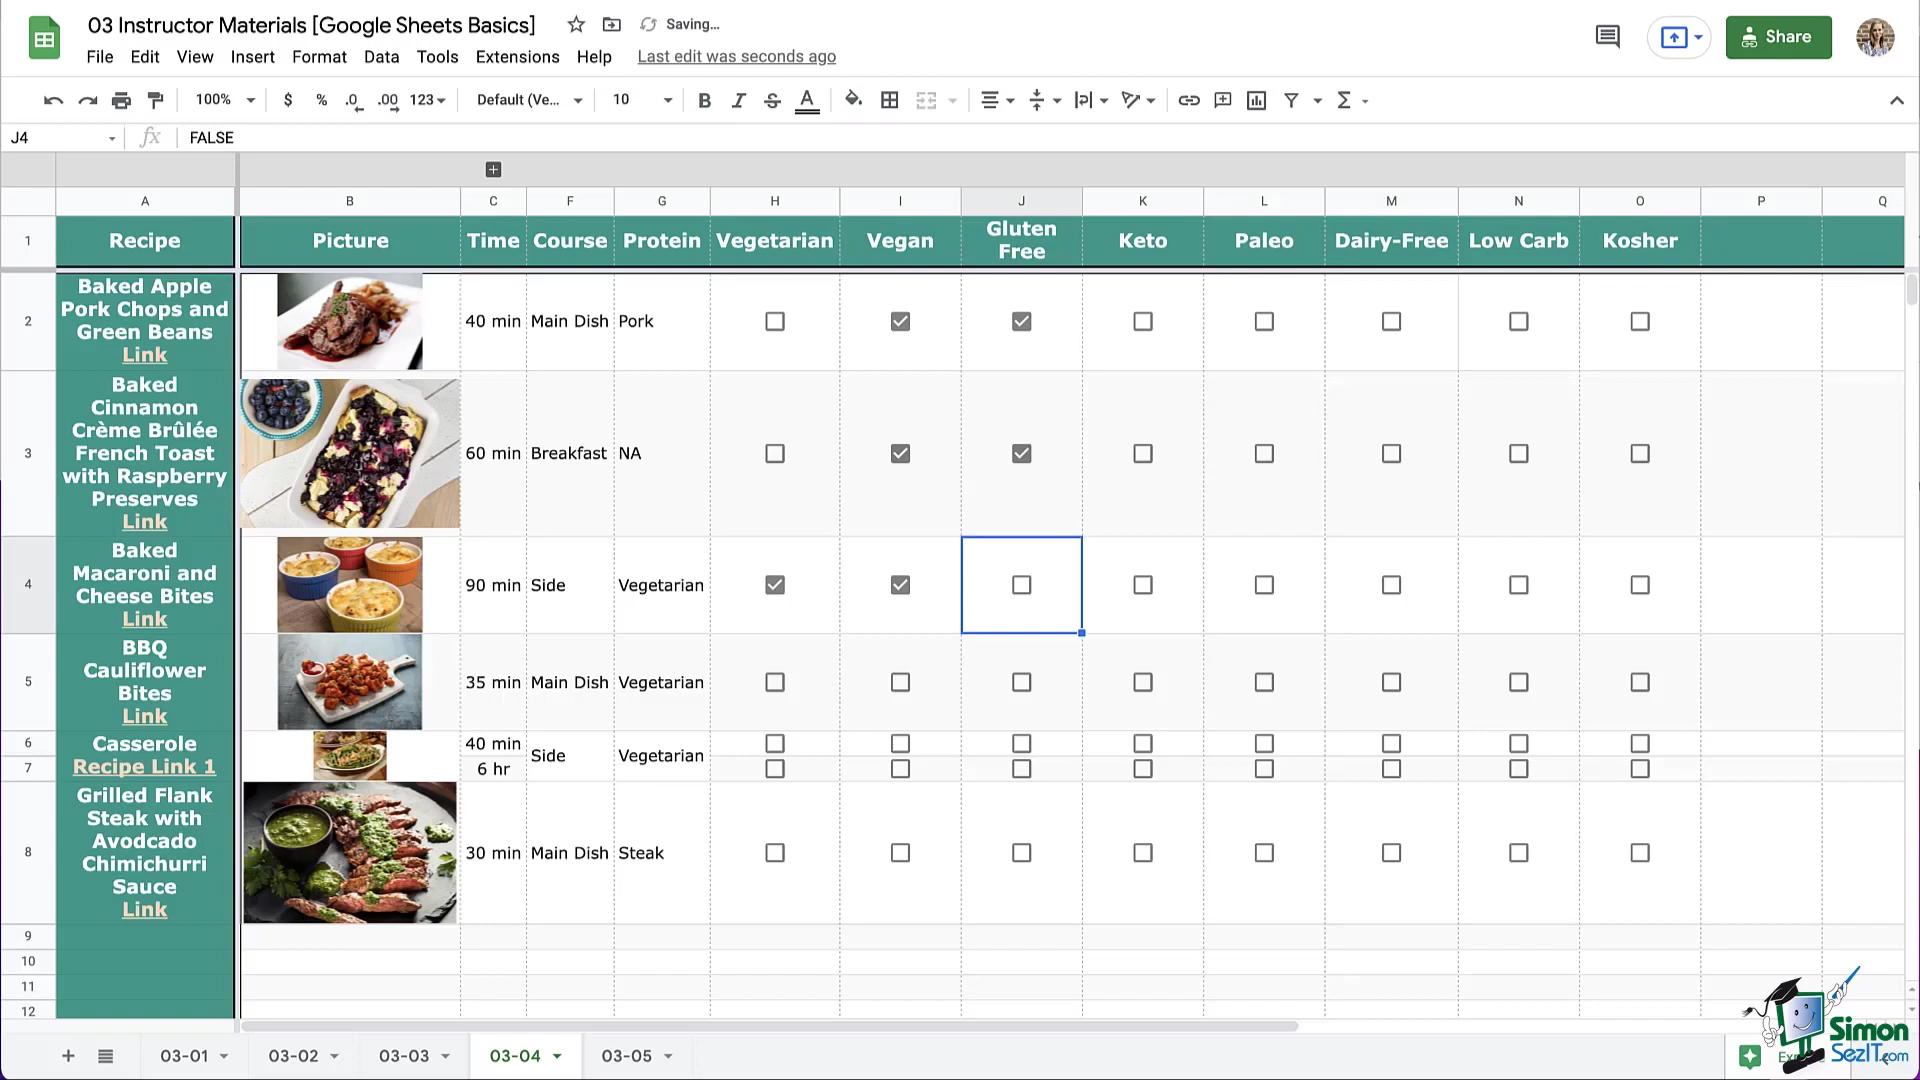 03 Instructor Materials [Google Sheets Basics] Saving...
File Edit View Insert Format Data Tools Extensions Help Last edit was seconds ago
Share
100% $ % .0 .00 123 Default (Ve... 10 B I S A Σ
J4 fx FALSE
A B C F G H I J K L M N O P Q
1 Recipe Picture Time Course Protein Vegetarian Vegan Gluten Free Keto Paleo Dairy-Free Low Carb Kosher
2
Baked Apple
Pork Chops and
Green Beans
Link
40 min Main Dish Pork
3
Baked
Cinnamon
Crème Brûlée
French Toast
with Raspberry
Preserves
Link
60 min Breakfast NA
4
Baked
Macaroni and
Cheese Bites
Link
90 min Side Vegetarian
5
BBQ
Cauliflower
Bites
Link
35 min Main Dish Vegetarian
6
Casserole
40 min
Side Vegetarian
7
Recipe Link 1
6 hr
8
Grilled Flank
Steak with
Avodcado
Chimichurri
Sauce
Link
30 min Main Dish Steak
9
10
11
12
03-01 03-02 03-03 03-04 03-05
Simon
SezIT.com